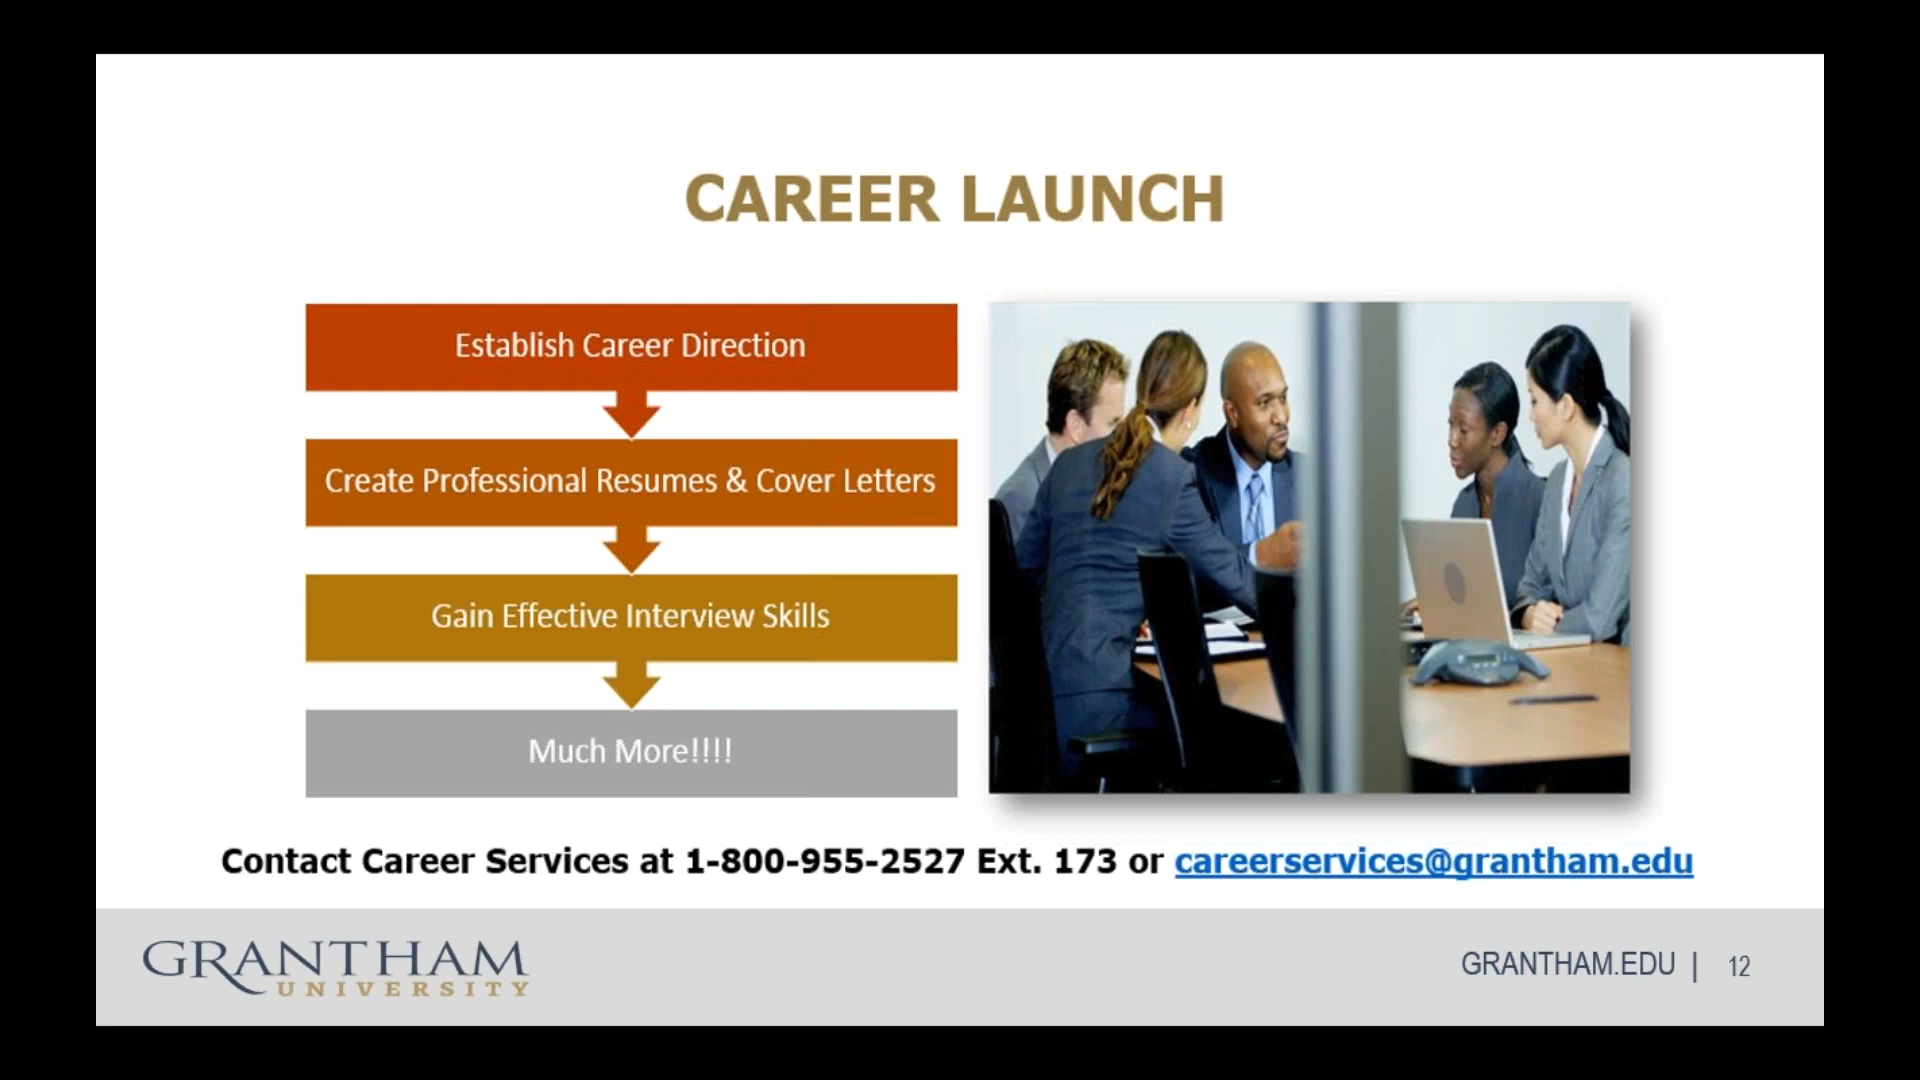 CAREER LAUNCH
Establish Career Direction
Create Professional Resumes & Cover Letters
Gain Effective Interview Skills
Much More!!!!
Contact Career Services at 1-800-955-2527 Ext. 173 or careerservices@grantham.edu
GRANTHAM
UNIVERSITY
GRANTHAM.EDU | 12